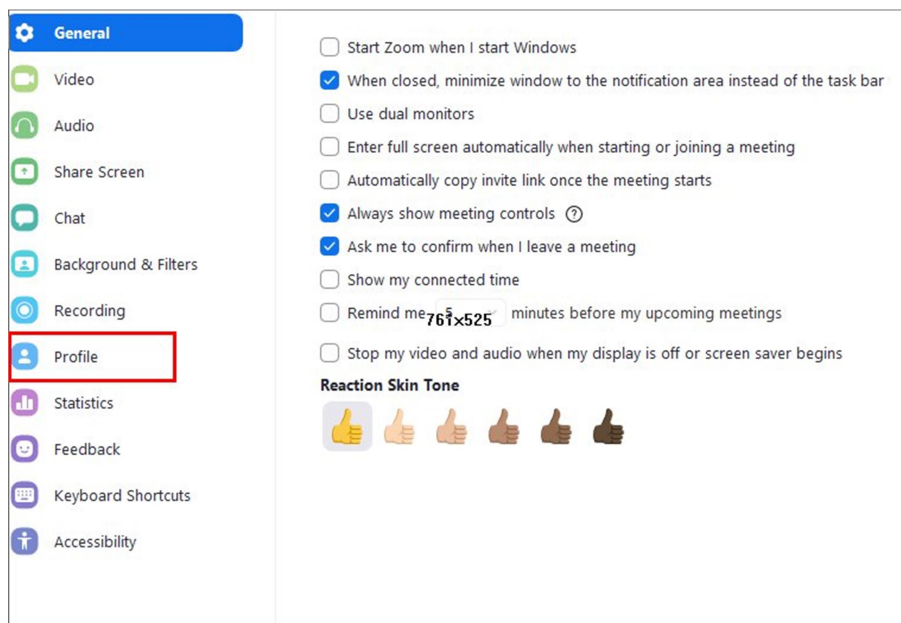 General
Video
Audio
Share Screen
Chat
Background & Filters
Recording
Profile
Statistics
Feedback
Keyboard Shortcuts
Accessibility
Start Zoom when I start Windows
When closed, minimize window to the notification area instead of the task bar
Use dual monitors
Enter full screen automatically when starting or joining a meeting
Automatically copy invite link once the meeting starts
Always show meeting controls ?
Ask me to confirm when I leave a meeting
Show my connected time
Remind me 5 minutes before my upcoming meetings
761×525
Stop my video and audio when my display is off or screen saver begins
Reaction Skin Tone